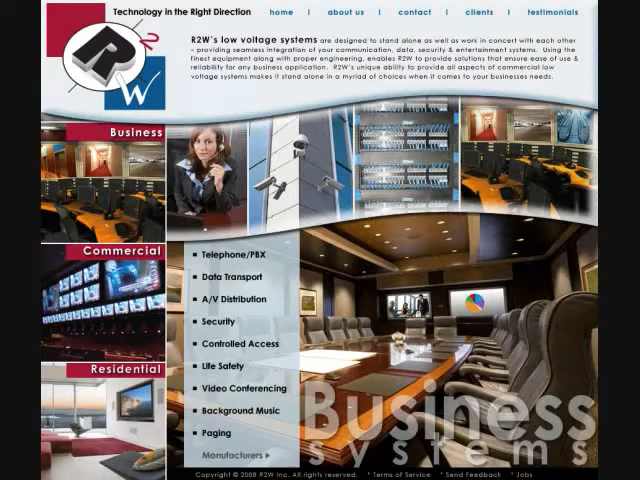 Technology in the Right Direction
home | about us | contact | clients | testimonials
R2W
R2W's low voltage systems are designed to stand alone as well as work in concert with each other
– providing seamless integration of your communication, data, security & entertainment systems. Using the
finest equipment along with proper engineering, enables R2W to provide solutions that ensure ease of use &
reliability for any business application. R2W's unique ability to provide all aspects of commercial low
voltage systems makes it stand alone in a myriad of choices when it comes to your businesses needs.
Business
Commercial
Residential
Telephone/PBX
Data Transport
A/V Distribution
Security
Controlled Access
Life Safety
Video Conferencing
Background Music
Paging
Manufacturers
Business
systems
Copyright © 2008 R2W Inc. All rights reserved. * Terms of Service * Send Feedback * Jobs